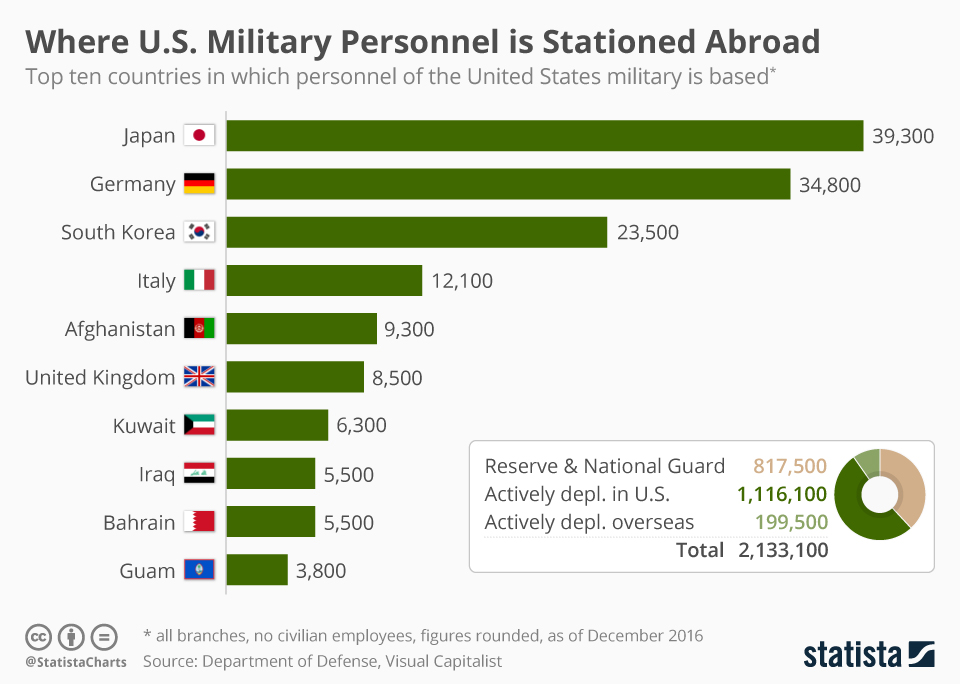 Where U.S. Military Personnel is Stationed Abroad
Top ten countries in which personnel of the United States military is based*
Japan 39,300
Germany 34,800
South Korea 23,500
Italy 12,100
Afghanistan 9,300
United Kingdom 8,500
Kuwait 6,300
Iraq 5,500
Bahrain 5,500
Guam 3,800
Reserve & National Guard 817,500
Actively depl. in U.S. 1,116,100
Actively depl. overseas 199,500
Total 2,133,100
cc
@StatistaCharts
* all branches, no civilian employees, figures rounded, as of December 2016
Source: Department of Defense, Visual Capitalist
statista